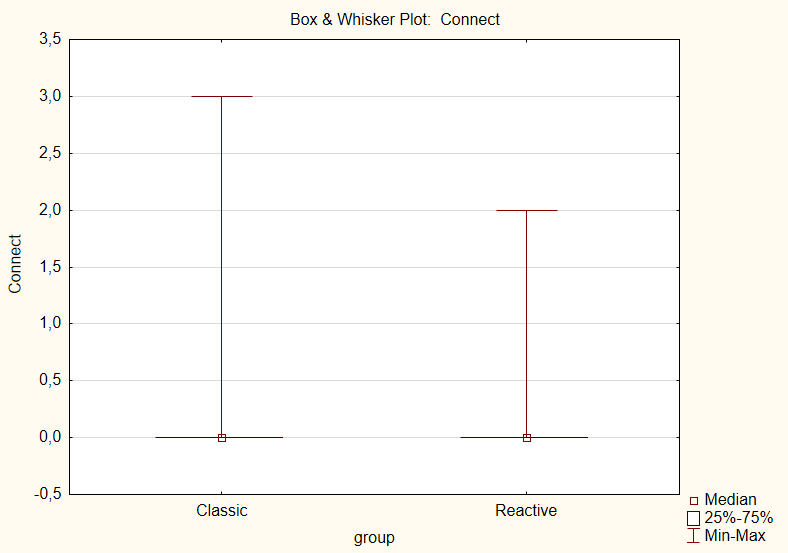 Box & Whisker Plot: Connect
3,5
3,0
2,5
2,0
1,5
1,0
0,5
0,0
-0,5
Connect
Classic
Reactive
group
Median
25%-75%
Min-Max